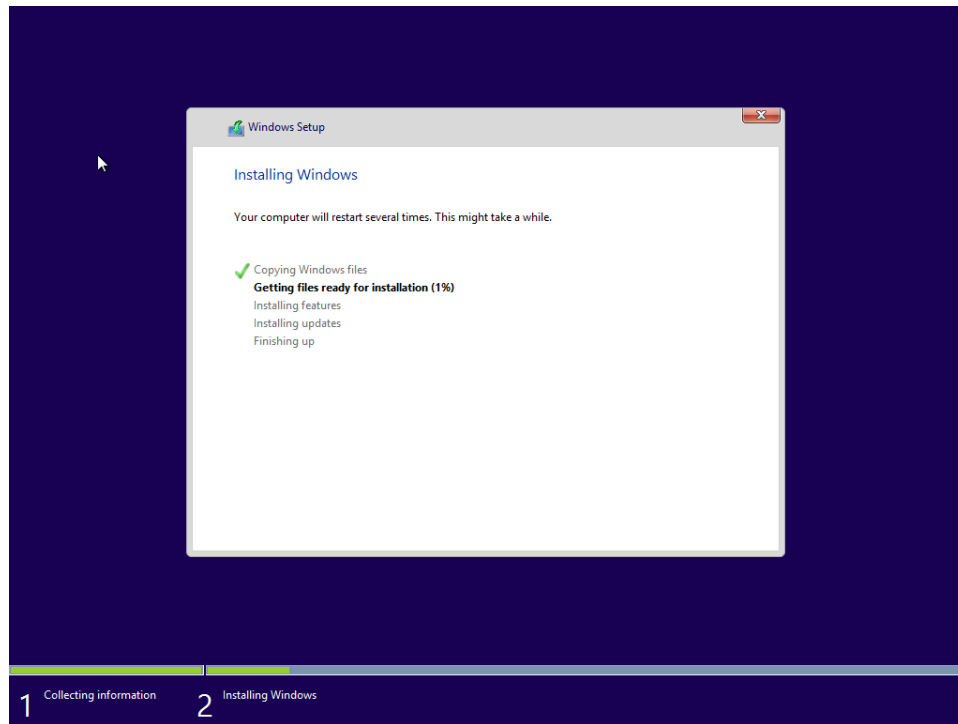 Windows Setup
Installing Windows
Your computer will restart several times. This might take a while.
Copying Windows files
Getting files ready for installation (1%)
Installing features
Installing updates
Finishing up
1 Collecting information
2 Installing Windows